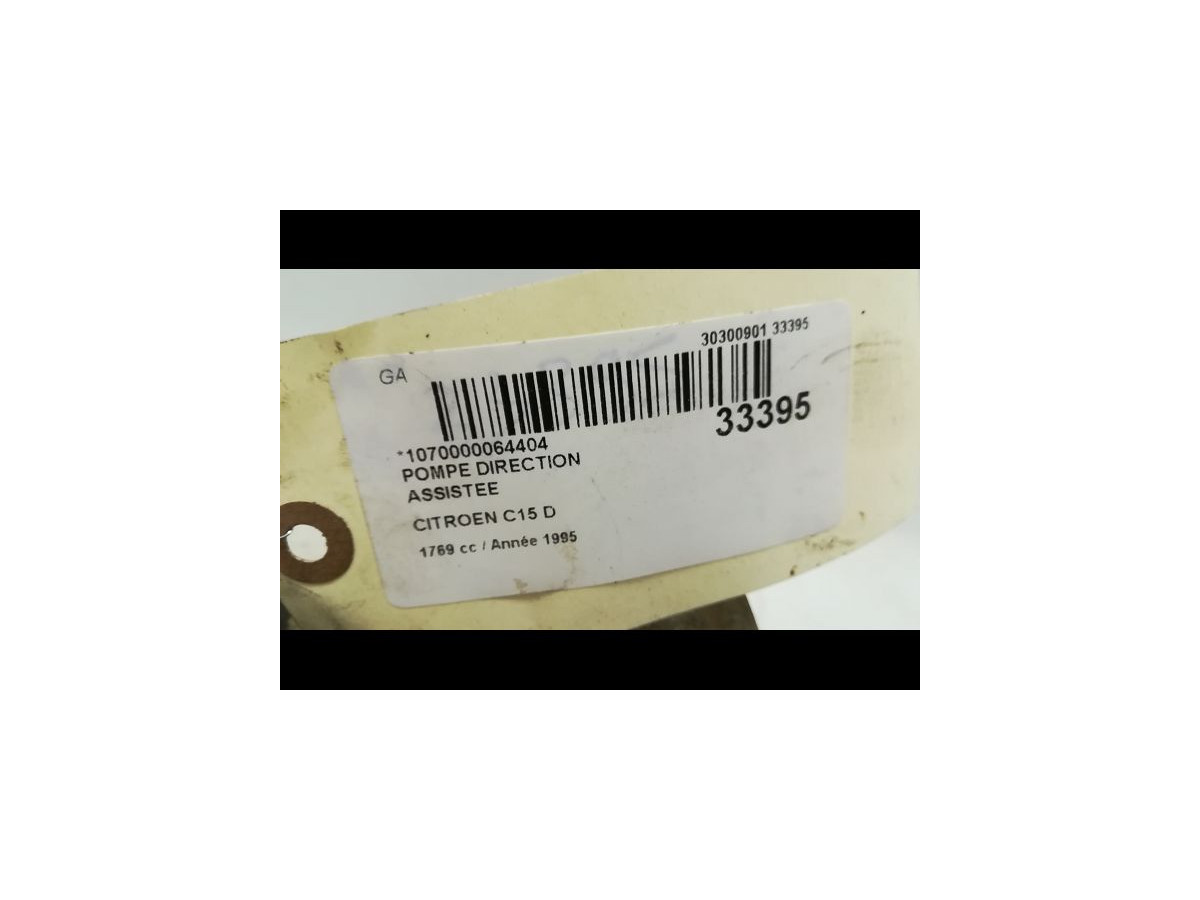 GA
30300901 33395
33395
*1070000064404
POMPE DIRECTION
ASSISTEE
CITROEN C15 D
1769 cc / Année 1995